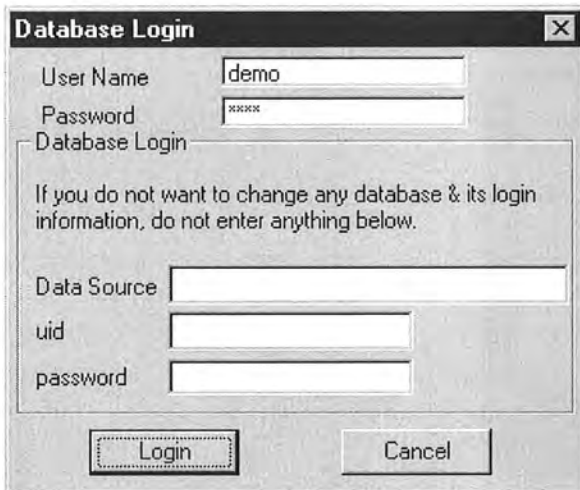 Database Login
User Name demo
Password ****
Database Login
If you do not want to change any database & its login
information, do not enter anything below.
Data Source
uid
password
Login Cancel